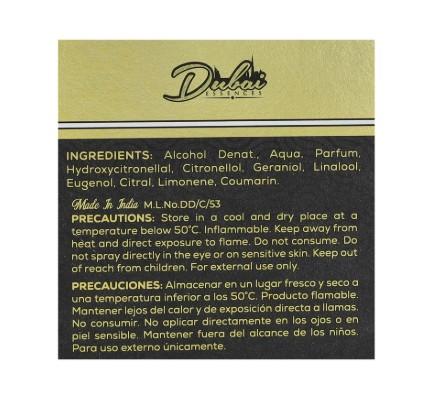 Dubai
ESSENCES
INGREDIENTS: Alcohol Denat., Aqua, Parfum,
Hydroxycitronellal, Citronellol, Geraniol, Linalool,
Eugenol, Citral, Limonene, Coumarin.
Made In India M.L.No.DD/C/53
PRECAUTIONS: Store in a cool and dry place at a
temperature below 50°C. Inflammable. Keep away from
heat and direct exposure to flame. Do not consume. Do
not spray directly in the eye or on sensitive skin. Keep out
of reach from children. For external use only.
PRECAUCIONES: Almacenar en un lugar fresco y seco a
una temperatura inferior a los 50°C. Producto flamable.
Mantener lejos del calor y de exposición directa a llamas.
No consumir. No aplicar directamente en los ojos o en
piel sensible. Mantener fuera del alcance de los niños.
Para uso externo únicamente.